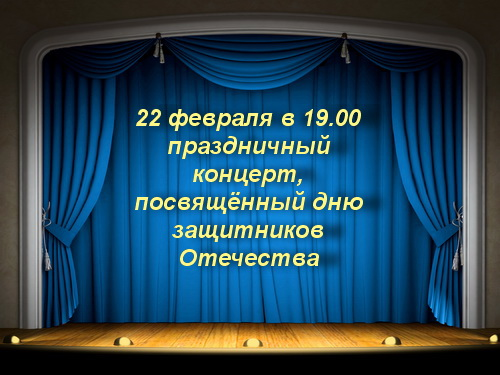 22 февраля в 19.00
праздничный
концерт,
посвящённый дню
защитников
Отечества